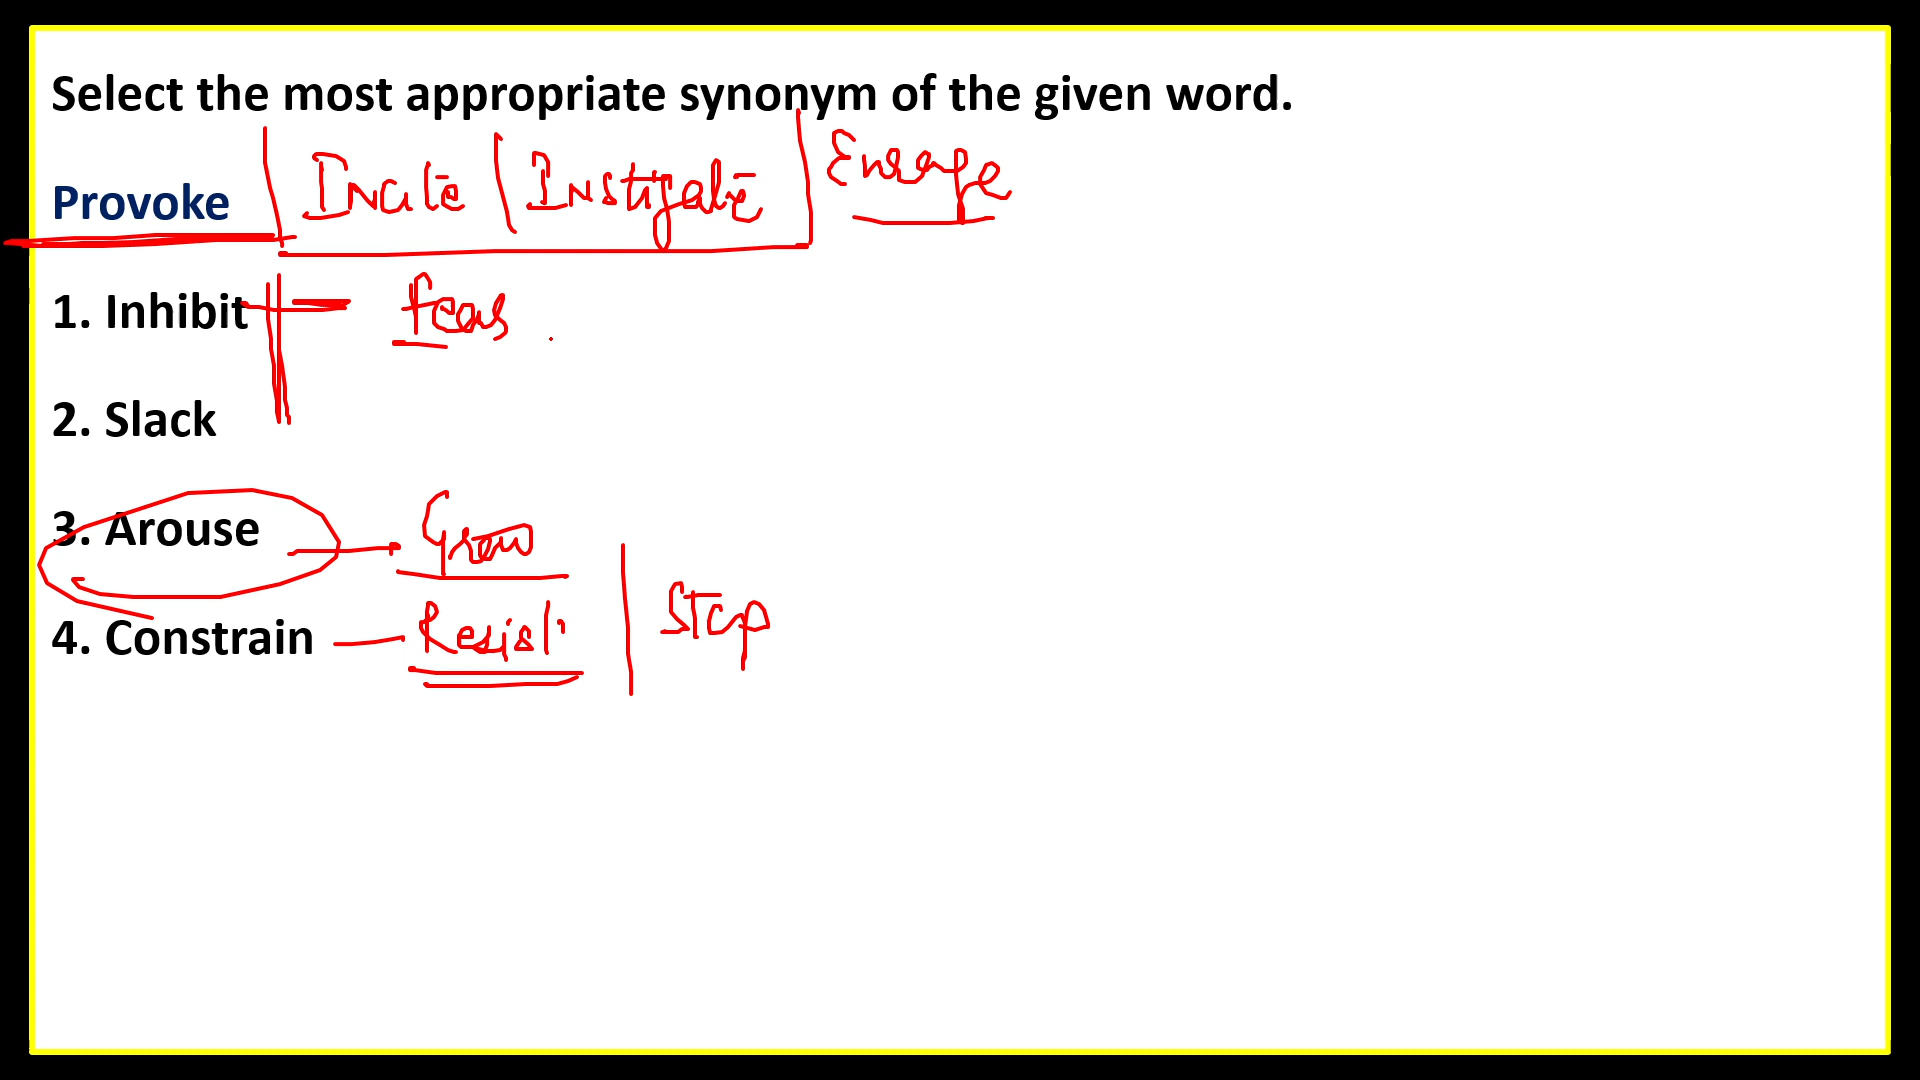 Select the most appropriate synonym of the given word.
Provoke Incite Instigate Enrage
1. Inhibit fear
2. Slack
3. Arouse Grow
4. Constrain Resist Stop